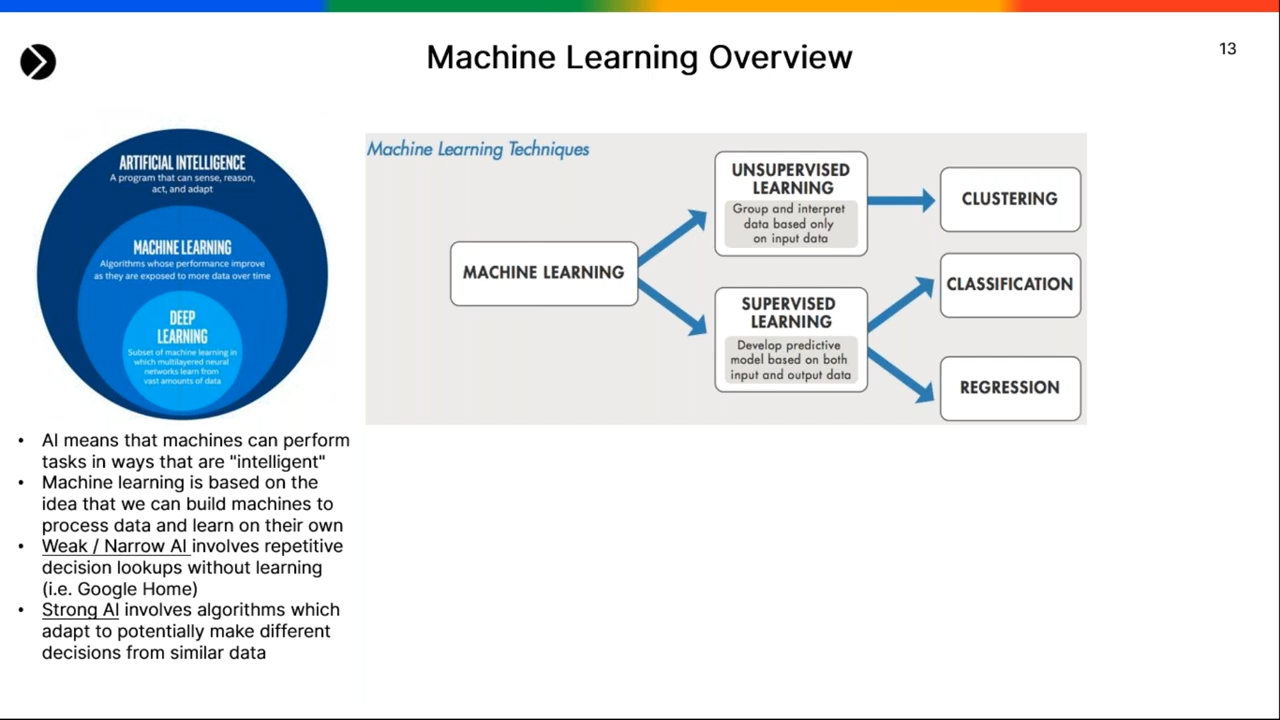 Machine Learning Overview
13
ARTIFICIAL INTELLIGENCE
A program that can sense, reason,
act, and adapt
MACHINE LEARNING
Algorithms whose performance improve
as they are exposed to more data over time
DEEP
LEARNING
Subset of machine learning in
which multilayered neural
networks learn from
vast amounts of data
Machine Learning Techniques
MACHINE LEARNING
UNSUPERVISED
LEARNING
Group and interpret
data based only
on input data
SUPERVISED
LEARNING
Develop predictive
model based on both
input and output data
CLUSTERING
CLASSIFICATION
REGRESSION
• AI means that machines can perform
tasks in ways that are "intelligent"
• Machine learning is based on the
idea that we can build machines to
process data and learn on their own
• Weak / Narrow AI involves repetitive
decision lookups without learning
(i.e. Google Home)
• Strong AI involves algorithms which
adapt to potentially make different
decisions from similar data